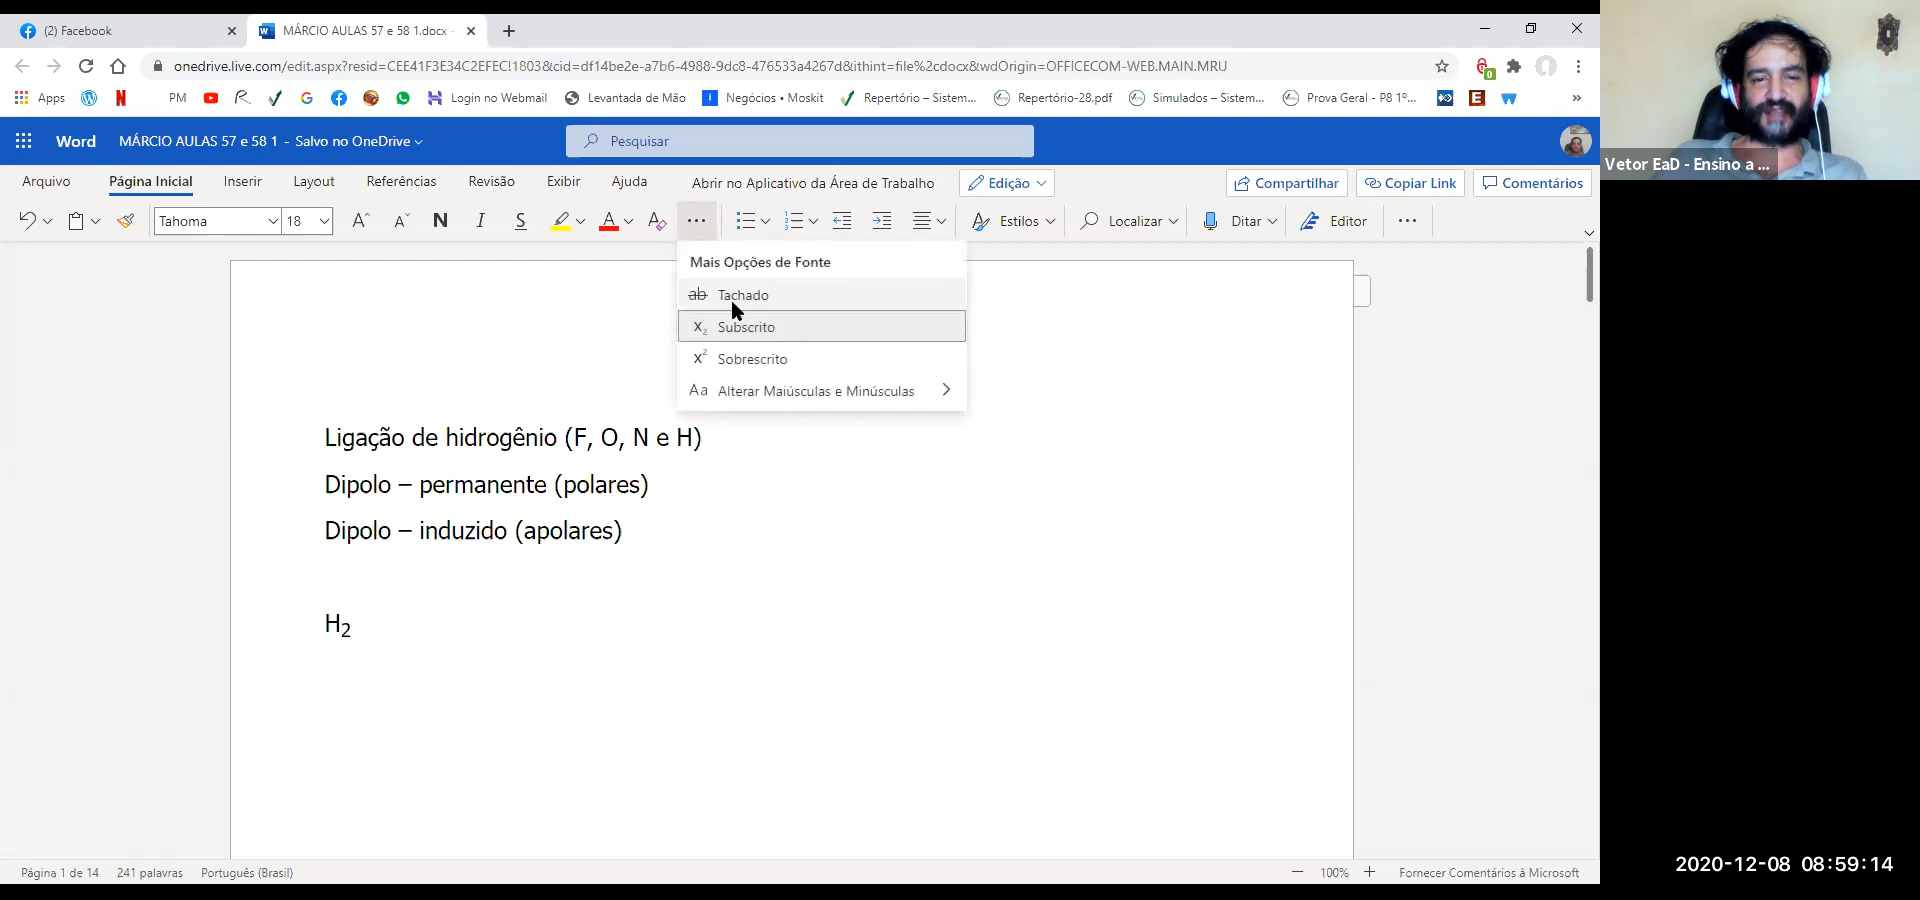 (2) Facebook
MÁRCIO AULAS 57 e 58 1.docx -
onedrive.live.com/edit.aspx?resid=CEE41F3E34C2EFEC!1803&cid=df14be2e-a7b6-4988-9dc8-476533a4267d&ithint=file%2cdocx&wdOrigin=OFFICECOM-WEB.MAIN.MRU
Apps PM Login no Webmail Levantada de Mão Negócios • Moskit Repertório – Sistem... Repertório-28.pdf Simulados – Sistem... Prova Geral - P8 1º... »
Word MÁRCIO AULAS 57 e 58 1 - Salvo no OneDrive Pesquisar
Vetor EaD - Ensino a ...
Arquivo Página Inicial Inserir Layout Referências Revisão Exibir Ajuda Abrir no Aplicativo da Área de Trabalho Edição Compartilhar Copiar Link Comentários
Tahoma 18 A A N I S A A ... Estilos Localizar Ditar Editor ...
Mais Opções de Fonte
ab Tachado
x₂ Subscrito
x² Sobrescrito
Aa Alterar Maiúsculas e Minúsculas
Ligação de hidrogênio (F, O, N e H)
Dipolo – permanente (polares)
Dipolo – induzido (apolares)
H₂
2020-12-08 08:59:14
Página 1 de 14 241 palavras Português (Brasil) 100% Fornecer Comentários à Microsoft